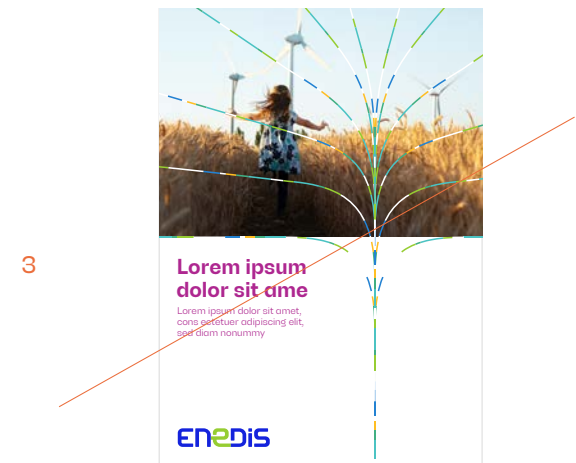 3
Lorem ipsum
dolor sit ame
Lorem ipsum dolor sit amet,
cons ectetuer adipiscing elit,
sed diam nonummy
ENEDIS